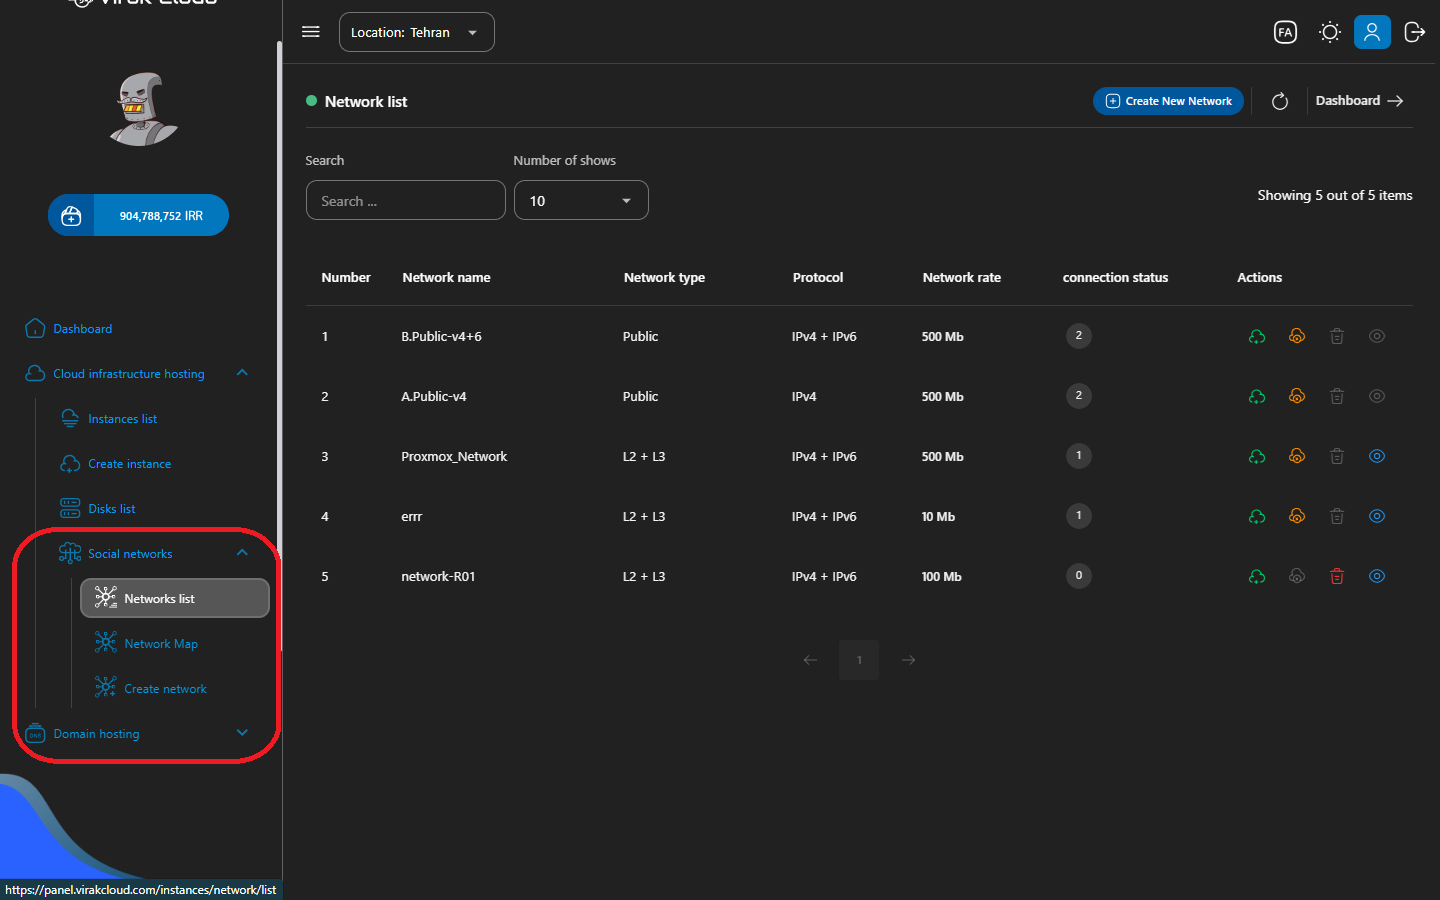 Virak Cloud
Location: Tehran
FA
Network list
Create New Network
Dashboard
Search
Number of shows
Search ...
10
Showing 5 out of 5 items
904,788,752 IRR
Dashboard
Cloud infrastructure hosting
Instances list
Create instance
Disks list
Social networks
Networks list
Network Map
Create network
DNS
Domain hosting
Number Network name Network type Protocol Network rate connection status Actions
1 B.Public-v4+6 Public IPv4 + IPv6 500 Mb 2
2 A.Public-v4 Public IPv4 500 Mb 2
3 Proxmox_Network L2 + L3 IPv4 + IPv6 500 Mb 1
4 errr L2 + L3 IPv4 + IPv6 10 Mb 1
5 network-R01 L2 + L3 IPv4 + IPv6 100 Mb 0
1
https://panel.virakcloud.com/instances/network/list